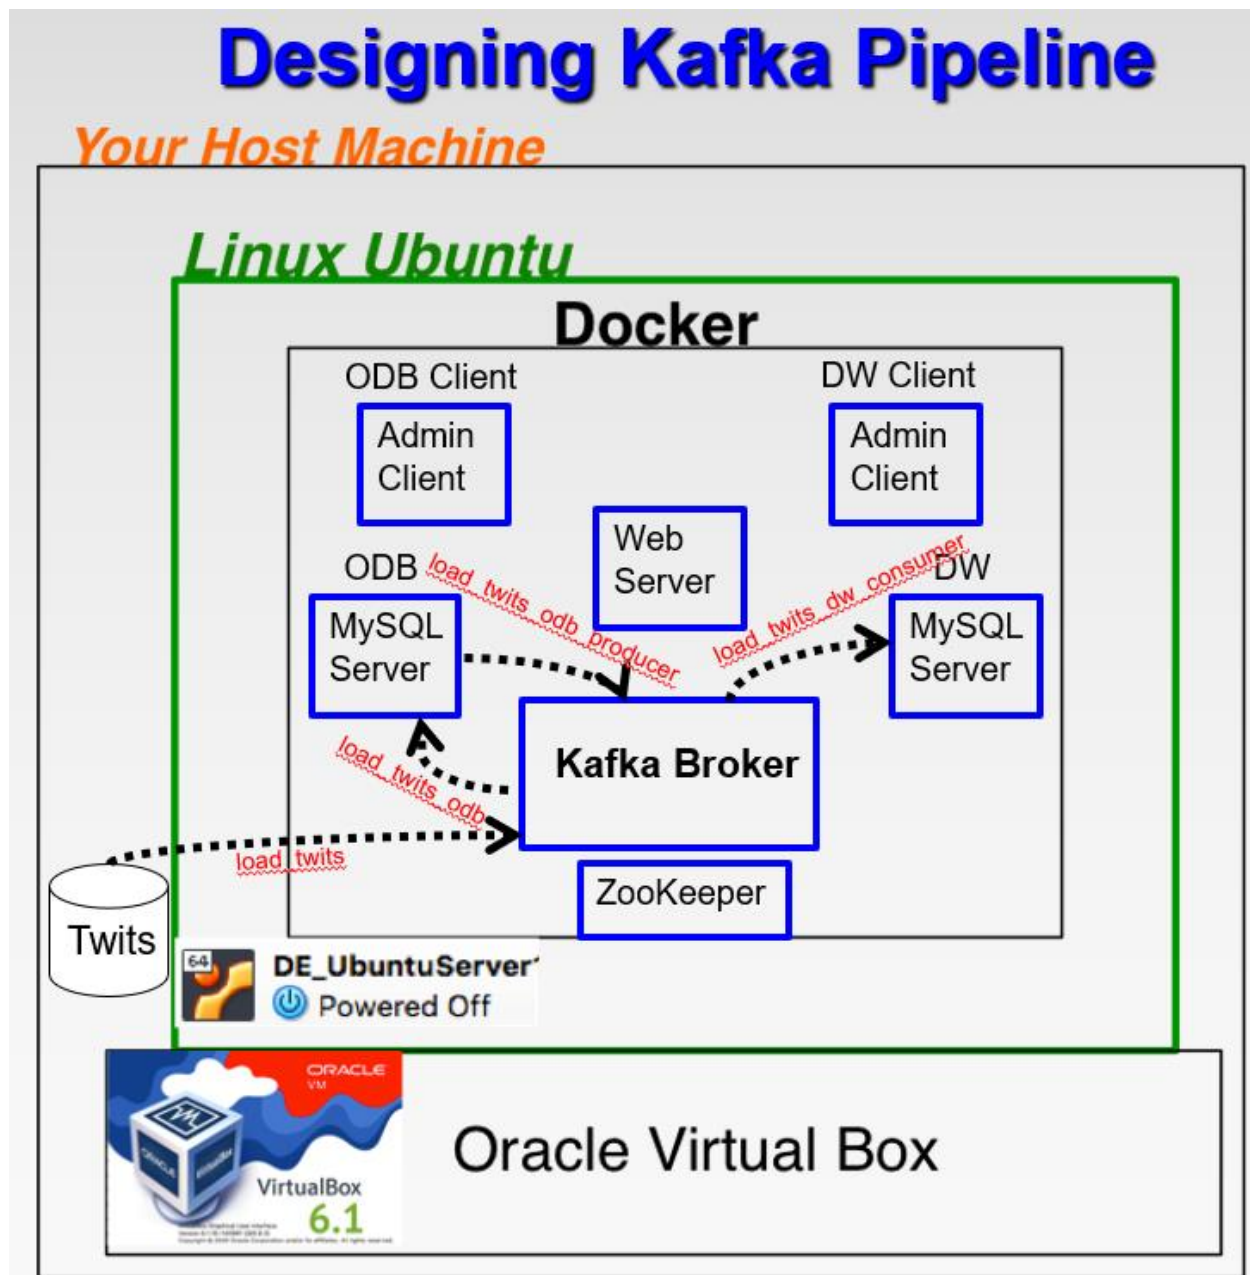 Designing Kafka Pipeline
Your Host Machine
Linux Ubuntu
Docker
ODB Client
Admin
Client
DW Client
Admin
Client
Web
Server
ODB
load_twits_odb_producer
load_twits_dw_consumer
DW
MySQL
Server
MySQL
Server
Kafka Broker
load_twits_odb
load_twits
ZooKeeper
Twits
64
DE_UbuntuServer
Powered Off
ORACLE
VM
ORACLE
VirtualBox
VirtualBox
6.1
Oracle Virtual Box